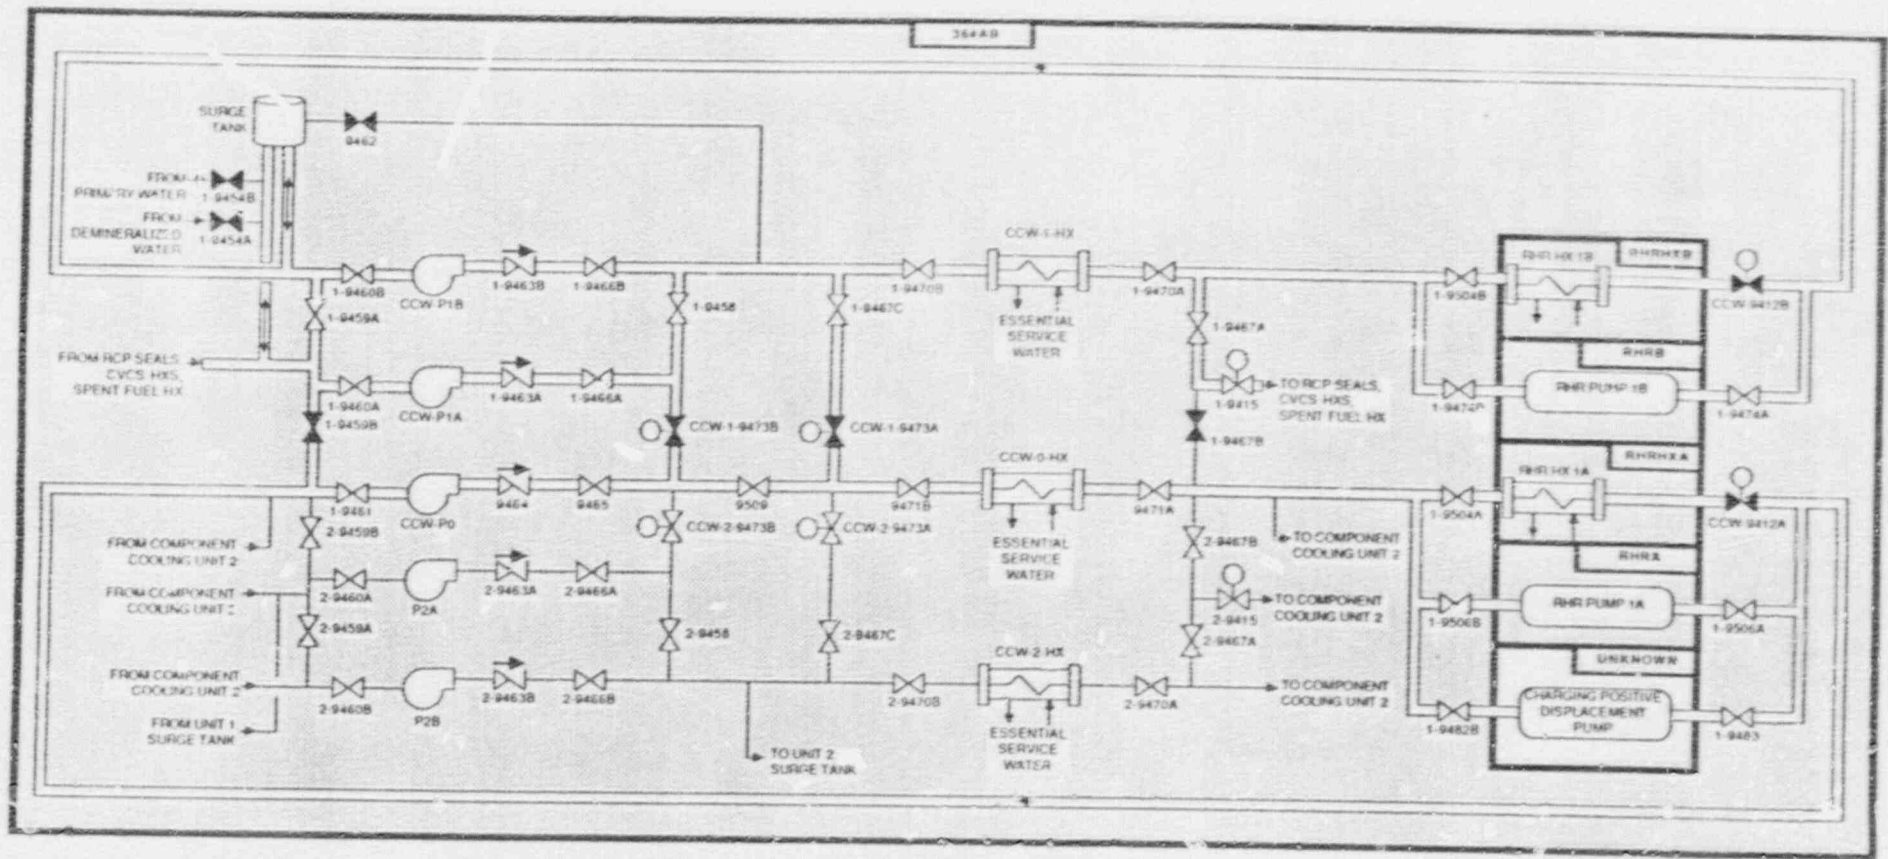 364AB
SURGE
TANK
9462
FROM
PRIMARY WATER
1-9454B
FROM
DEMINERALIZED
WATER
1-9454A
1-9460B
CCW-P1B
1-9463B
1-9466B
1-9459A
1-9458
1-9467C
1-9470B
CCW-1-HX
ESSENTIAL
SERVICE
WATER
1-9470A
1-9467A
1-9504B
RHR HX 1B
RHRHXB
CCW-9412B
FROM RCP SEALS,
CVCS HXS,
SPENT FUEL HX
1-9460A
CCW-P1A
1-9463A
1-9466A
1-9415
TO RCP SEALS,
CVCS HXS,
SPENT FUEL HX
RHRB
RHR PUMP 1B
1-9474A
1-9459B
CCW-1-9473B
CCW-1-9473A
1-9467B
1-9461
CCW-P0
9464
9465
9509
9471B
CCW-0-HX
ESSENTIAL
SERVICE
WATER
9471A
1-9504A
RHR HX 1A
RHRHXA
CCW-9412A
2-9459B
CCW-2-9473B
CCW-2-9473A
2-9467B
FROM COMPONENT
COOLING UNIT 2
TO COMPONENT
COOLING UNIT 2
RHRA
FROM COMPONENT
COOLING UNIT
2-9460A
P2A
2-9463A
2-9466A
2-9415
TO COMPONENT
COOLING UNIT 2
1-9506B
RHR PUMP 1A
1-9506A
2-9459A
2-9458
2-9467C
2-9467A
UNKNOWN
FROM COMPONENT
COOLING UNIT 2
2-9460B
P2B
2-9463B
2-9466B
2-9470B
CCW-2-HX
ESSENTIAL
SERVICE
WATER
2-9470A
TO COMPONENT
COOLING UNIT 2
1-9482B
CHARGING POSITIVE
DISPLACEMENT
PUMP
1-9483
FROM UNIT 1
SURGE TANK
TO UNIT 2
SURGE TANK